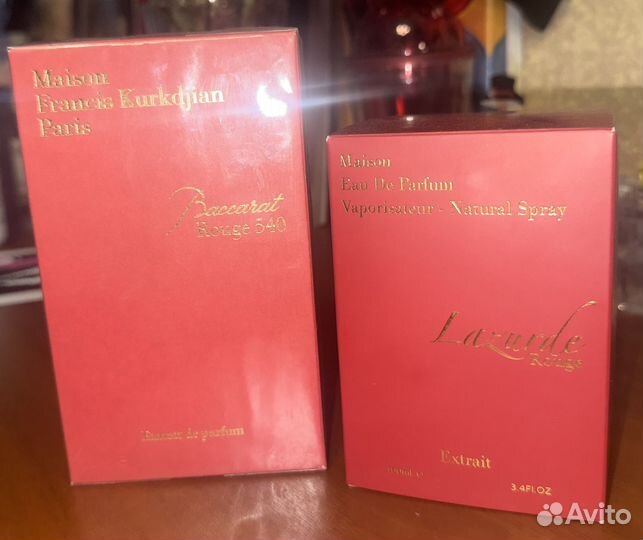 Maison
Francis Kurkdjian
Paris
Baccarat
Rouge 540
Extrait de parfum
Maison
Eau De Parfum
Vaporisateur - Natural Spray
Lazurde
Rouge
Extrait
100ml e
3.4FL.OZ
Avito